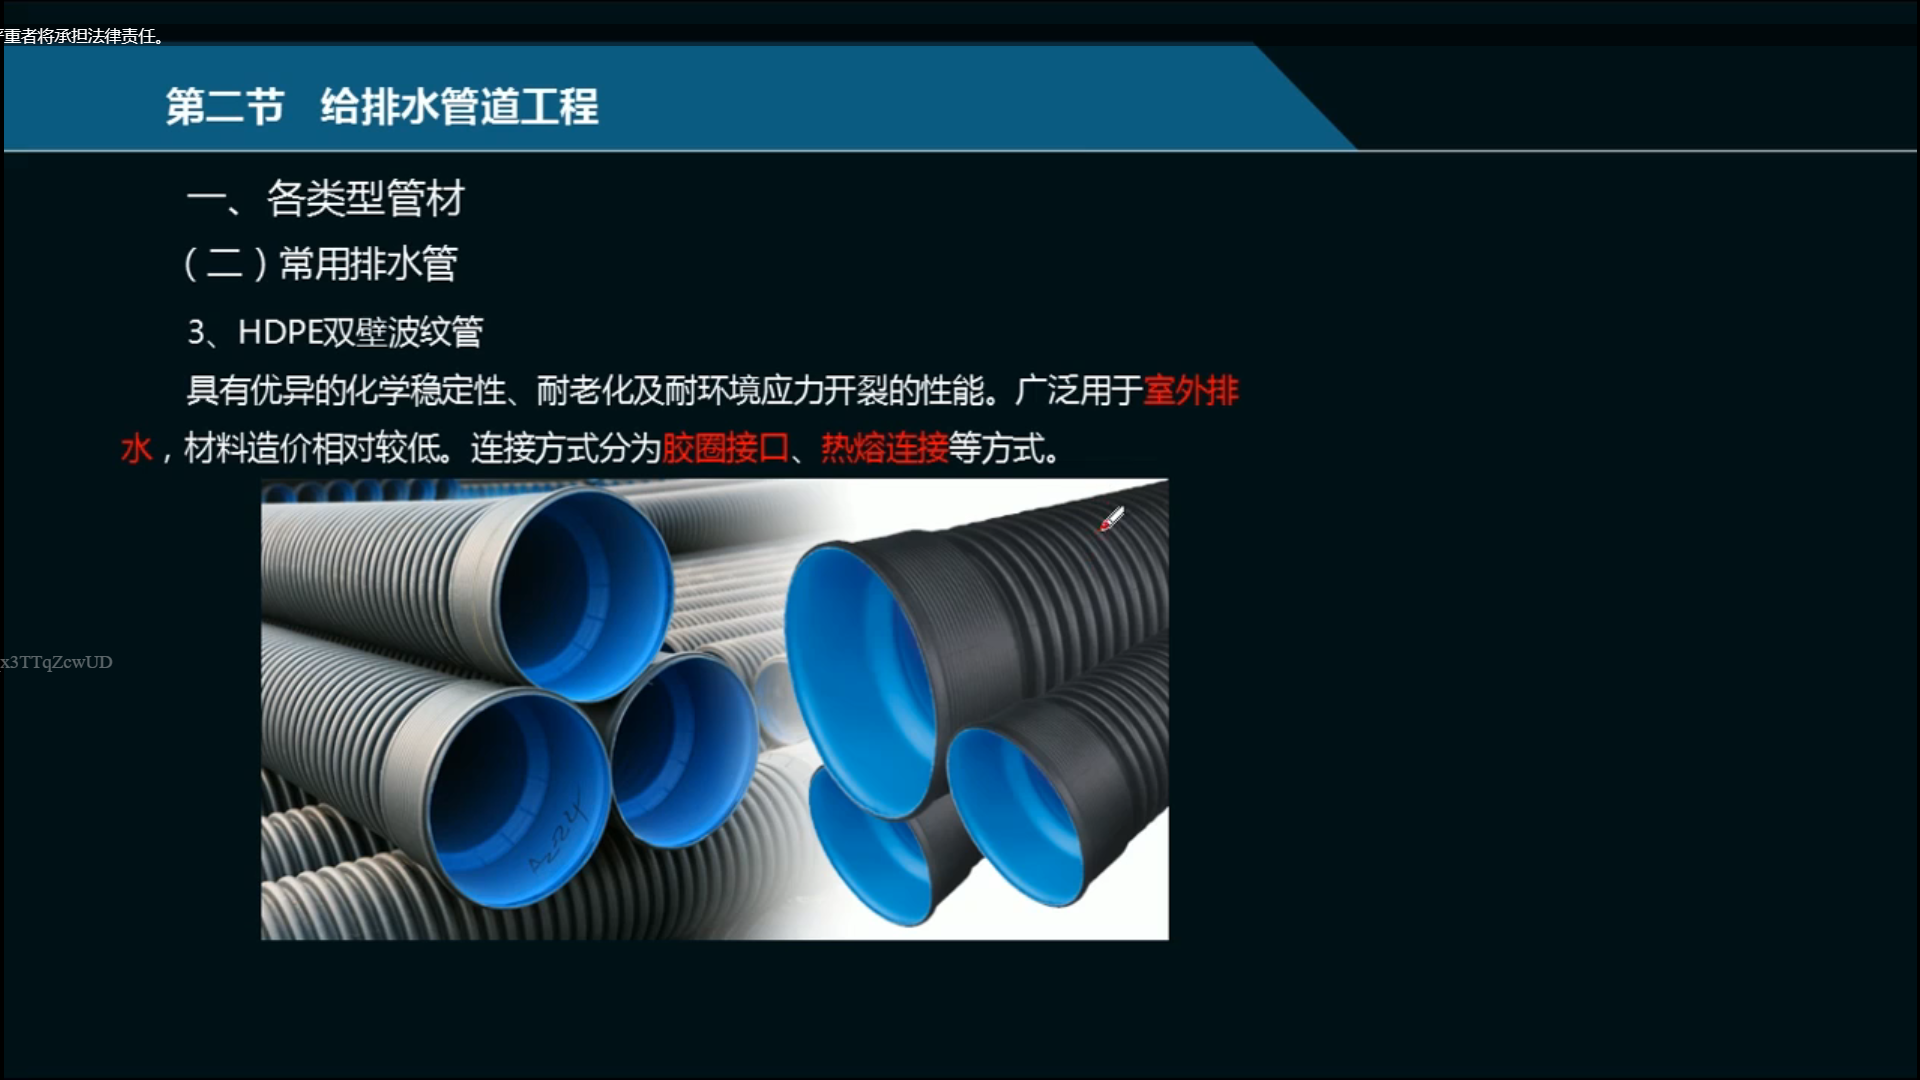 严重者将承担法律责任。
第二节 给排水管道工程
一、各类型管材
（二）常用排水管
3、HDPE双壁波纹管
具有优异的化学稳定性、耐老化及耐环境应力开裂的性能。广泛用于室外排
水，材料造价相对较低。连接方式分为胶圈接口、热熔连接等方式。
x3TTqZcwUD